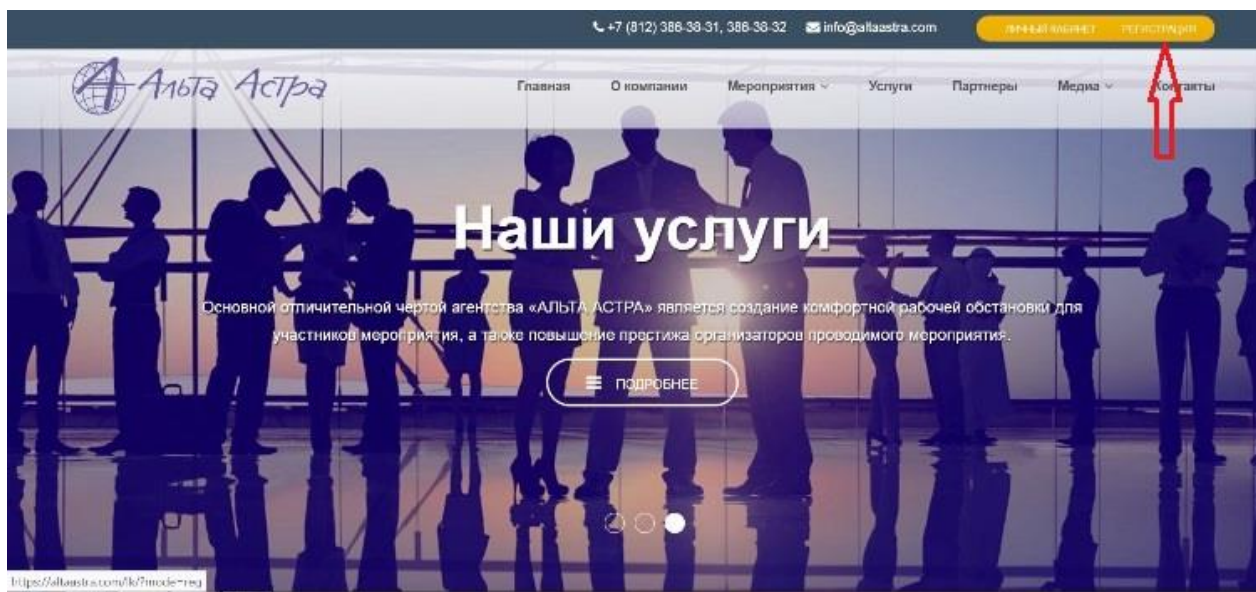 +7 (812) 386-38-31, 386-38-32 info@altaastra.com ЛИЧНЫЙ КАБИНЕТ РЕГИСТРАЦИЯ
Альта Астра Главная О компании Мероприятия Услуги Партнеры Медиа Контакты
Наши услуги
Основной отличительной чертой агентства «АЛЬТА АСТРА» является создание комфортной рабочей обстановки для
участников мероприятия, а также повышение престижа организаторов проводимого мероприятия.
ПОДРОБНЕЕ
https://altaastra.com/lk/?mode=reg